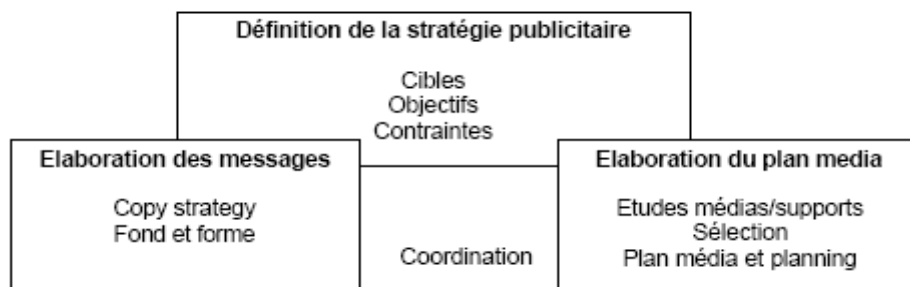 Définition de la stratégie publicitaire
Cibles
Objectifs
Contraintes
Elaboration des messages
Copy strategy
Fond et forme
Coordination
Elaboration du plan media
Etudes médias/supports
Sélection
Plan média et planning